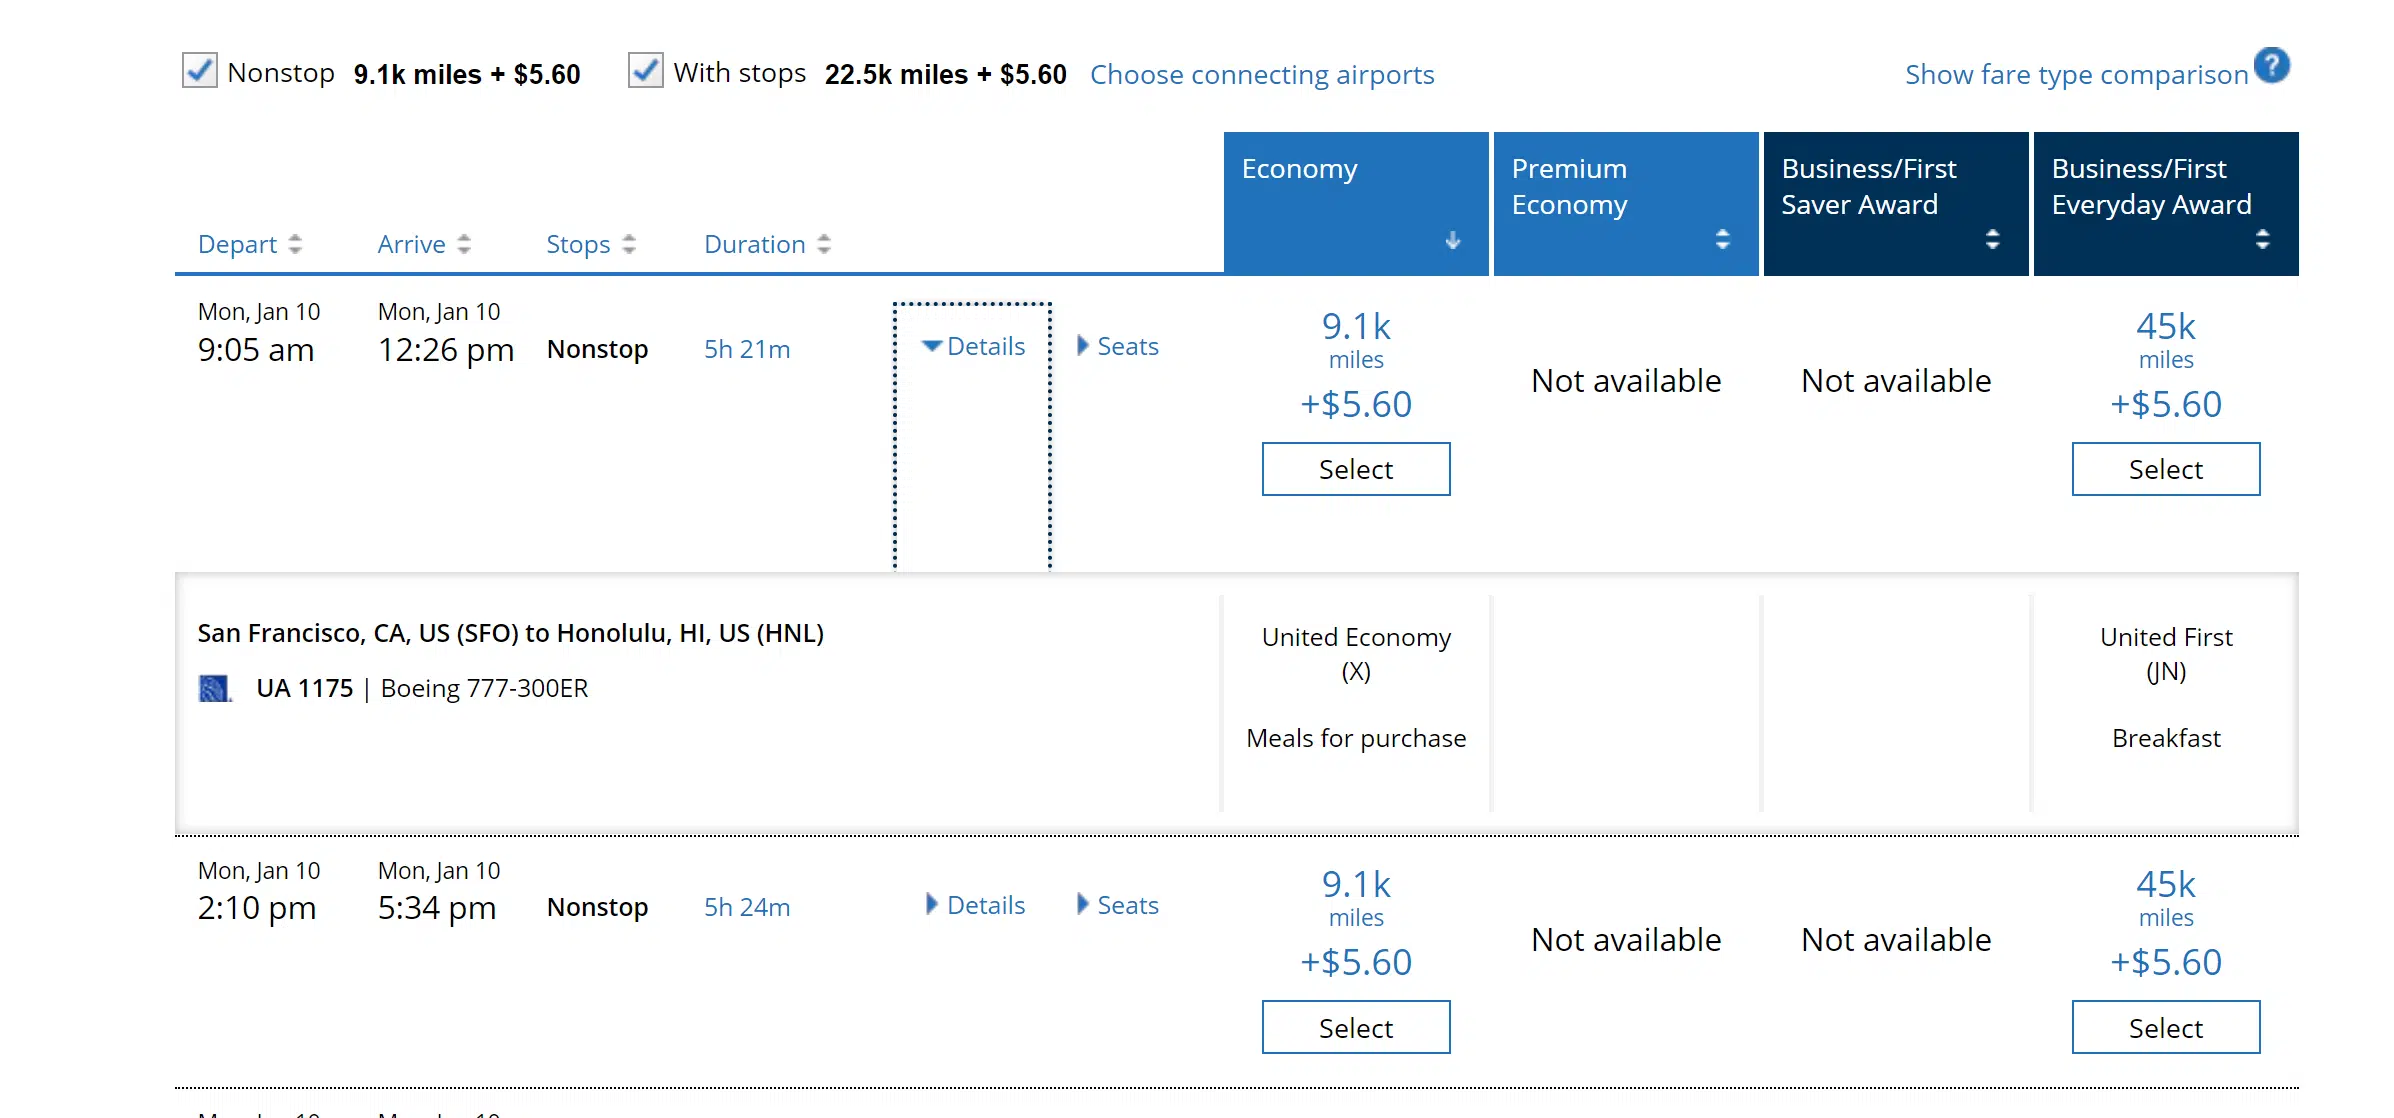 Nonstop 9.1k miles + $5.60 With stops 22.5k miles + $5.60 Choose connecting airports Show fare type comparison ?
Economy Premium Economy Business/First Saver Award Business/First Everyday Award
Depart Arrive Stops Duration
Mon, Jan 10 Mon, Jan 10
9:05 am 12:26 pm Nonstop 5h 21m Details Seats
9.1k
miles
+$5.60
Select
Not available
Not available
45k
miles
+$5.60
Select
San Francisco, CA, US (SFO) to Honolulu, HI, US (HNL)
UA 1175 | Boeing 777-300ER
United Economy
(X)
Meals for purchase
United First
(JN)
Breakfast
Mon, Jan 10 Mon, Jan 10
2:10 pm 5:34 pm Nonstop 5h 24m Details Seats
9.1k
miles
+$5.60
Select
Not available
Not available
45k
miles
+$5.60
Select